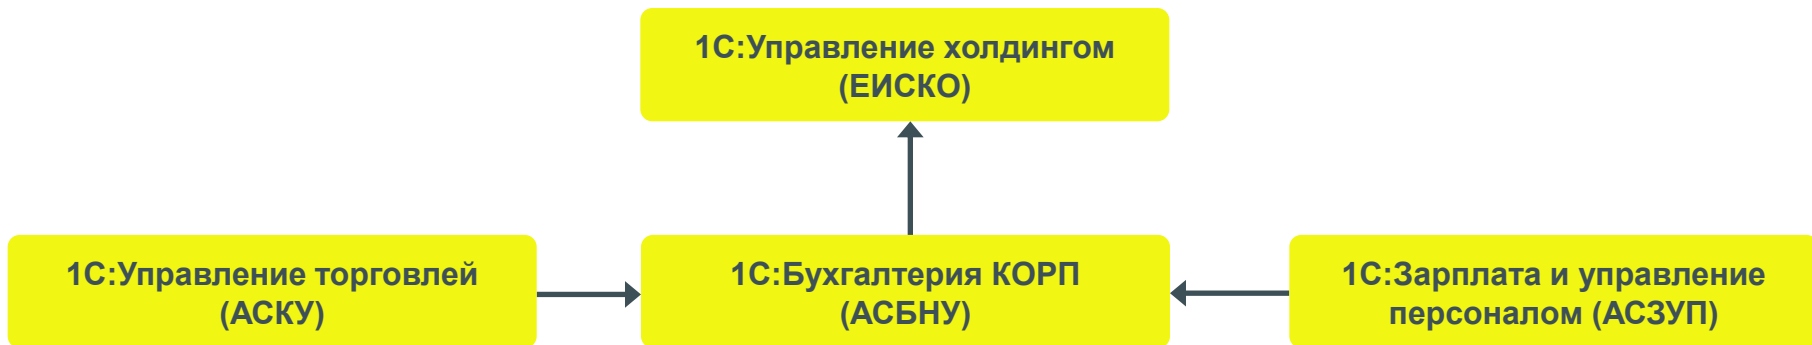 1С:Управление холдингом
(ЕИСКО)
1С:Управление торговлей
(АСКУ)
1С:Бухгалтерия КОРП
(АСБНУ)
1С:Зарплата и управление
персоналом (АСЗУП)